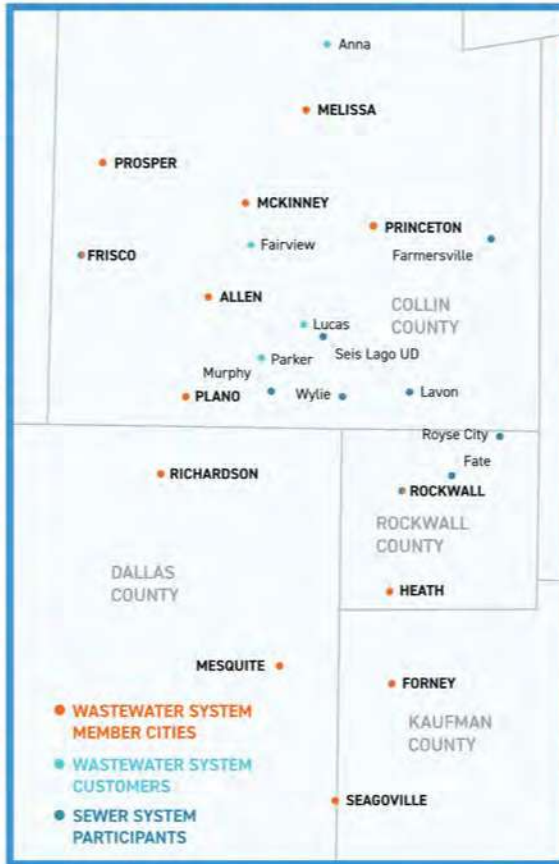 Anna
MELISSA
PROSPER
MCKINNEY
PRINCETON
Fairview
Farmersville
FRISCO
ALLEN
COLLIN
COUNTY
Lucas
Seis Lago UD
Parker
Murphy
PLANO
Wylie
Lavon
Royse City
Fate
RICHARDSON
ROCKWALL
ROCKWALL
COUNTY
DALLAS
COUNTY
HEATH
MESQUITE
FORNEY
WASTEWATER SYSTEM
MEMBER CITIES
KAUFMAN
COUNTY
WASTEWATER SYSTEM
CUSTOMERS
SEAGOVILLE
SEWER SYSTEM
PARTICIPANTS